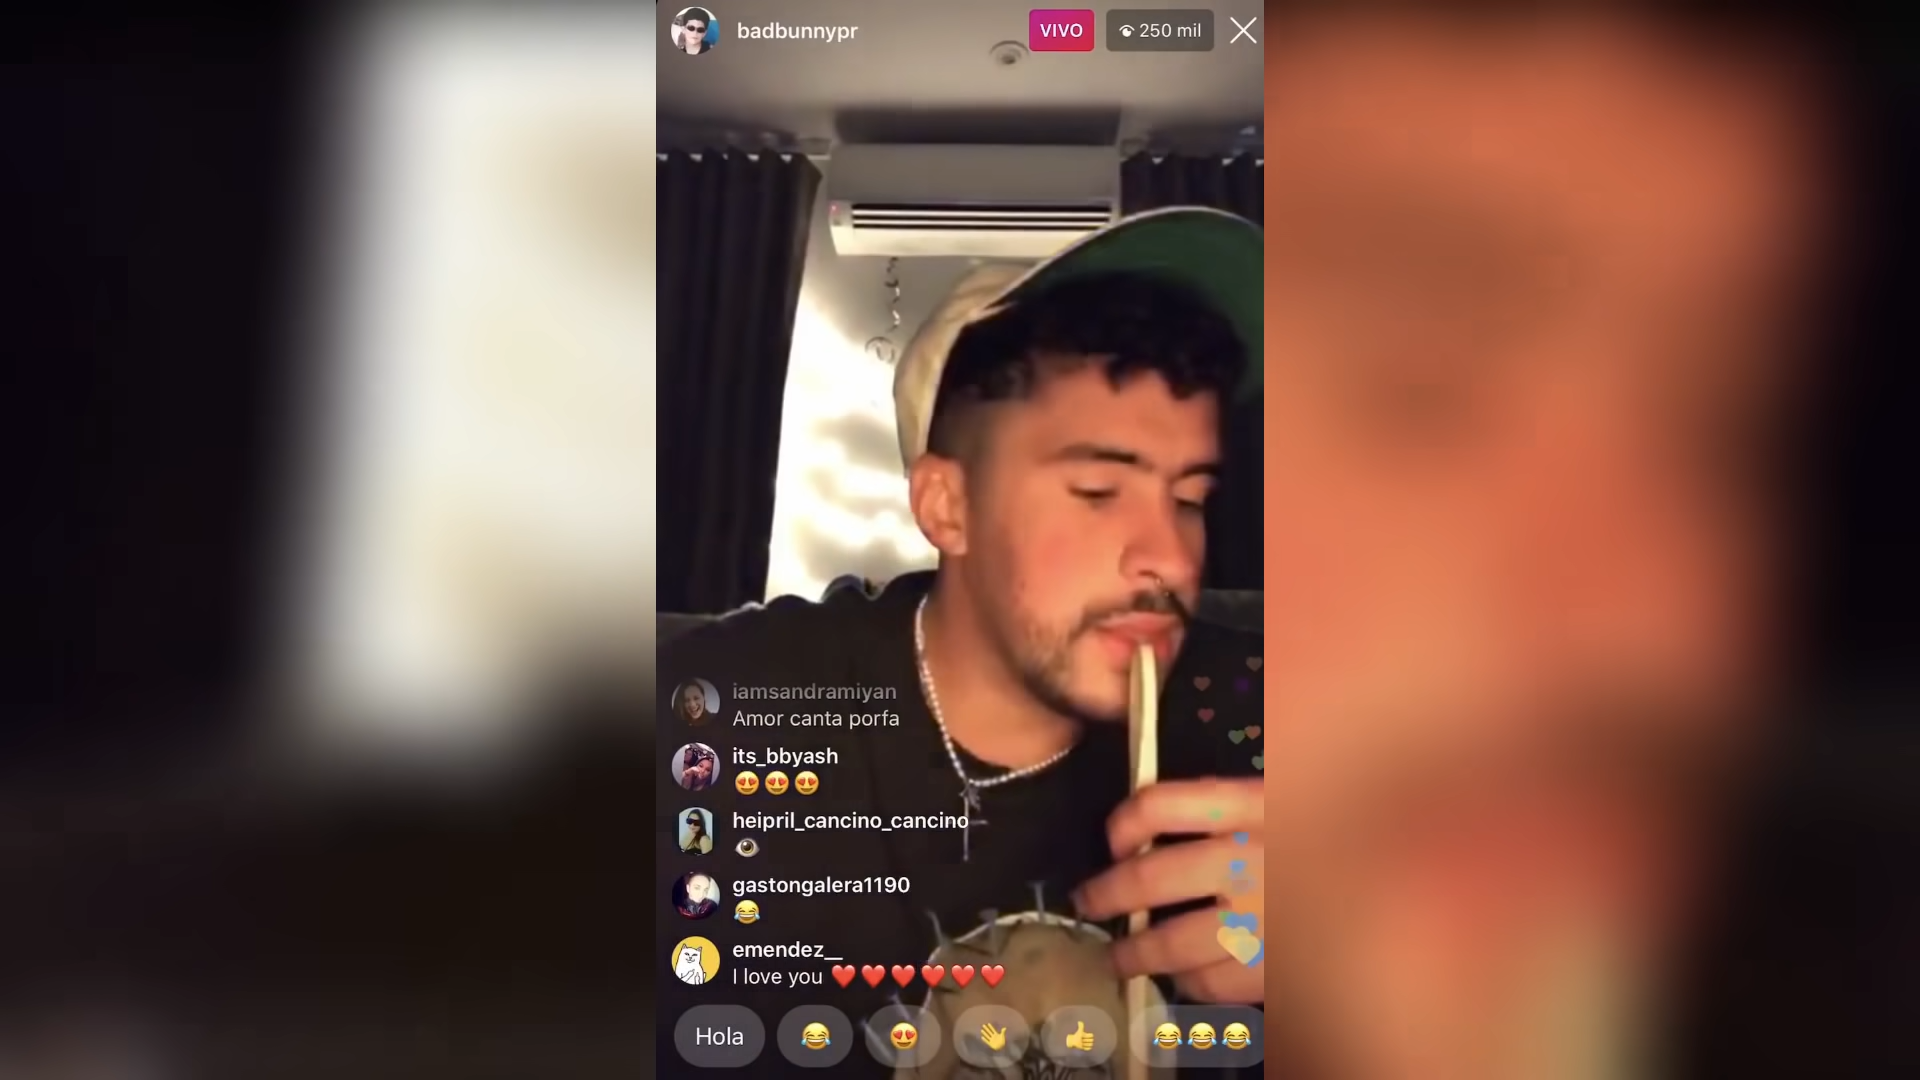 badbunnypr
VIVO
250 mil
iamsandramiyan
Amor canta porfa
its_bbyash
😍😍😍
heipril_cancino_cancino
👁
gastongalera1190
😂
emendez__
I love you ❤️❤️❤️❤️❤️❤️
Hola 😂 😍 👋 👍 😂😂😂